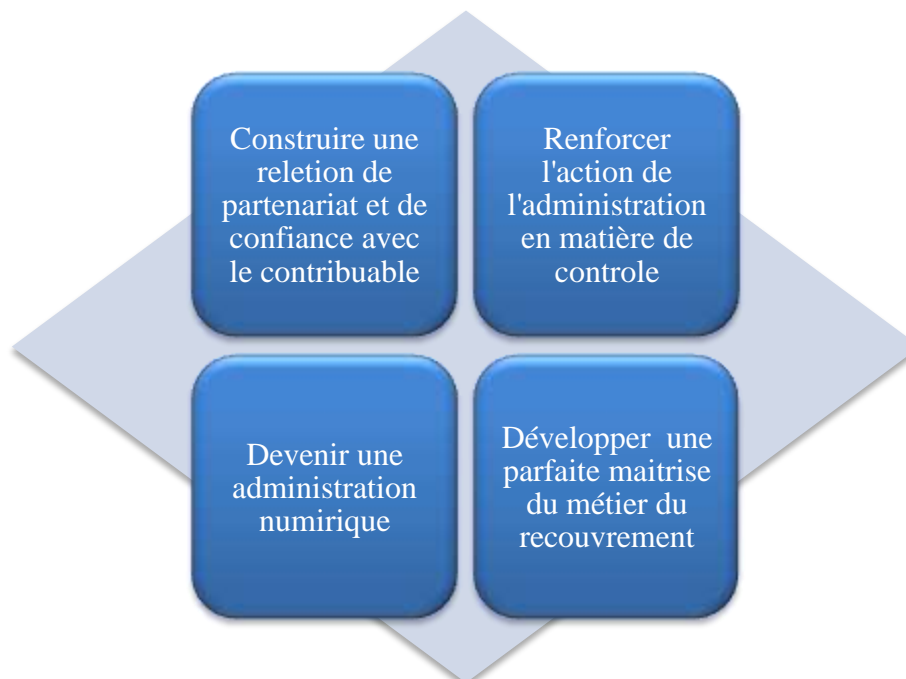 Construire une
reletion de
partenariat et de
confiance avec
le contribuable
Renforcer
l'action de
l'administration
en matière de
controle
Devenir une
administration
numirique
Développer une
parfaite maitrise
du métier du
recouvrement